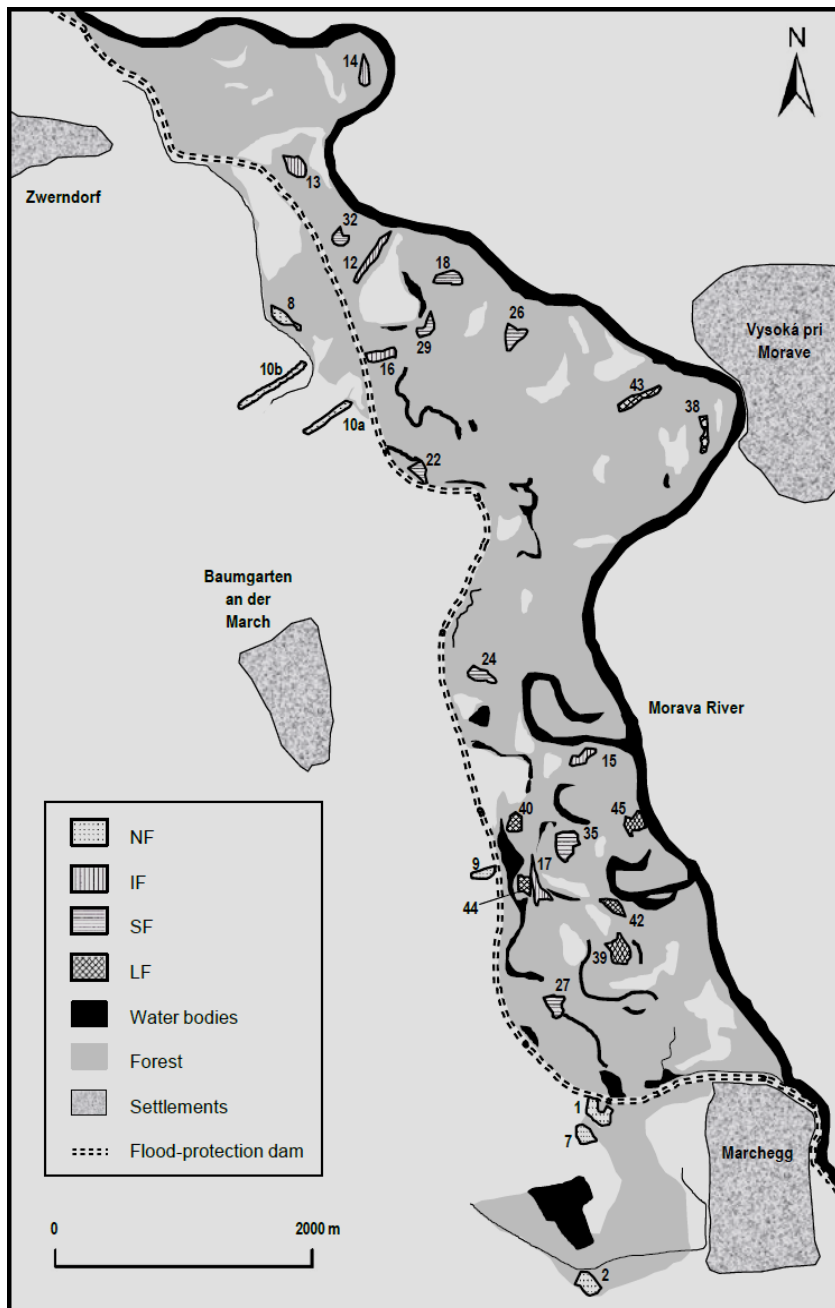 N
14
Zwerndorf
13
32
12
18
8
26
29
Vysoká pri
Morave
16
10b
43
10a
38
22
Baumgarten
an der
March
24
Morava River
15
40
45
35
9
17
44
42
39
27
1
7
Marchegg
2
NF
IF
SF
LF
Water bodies
Forest
Settlements
Flood-protection dam
0
2000 m